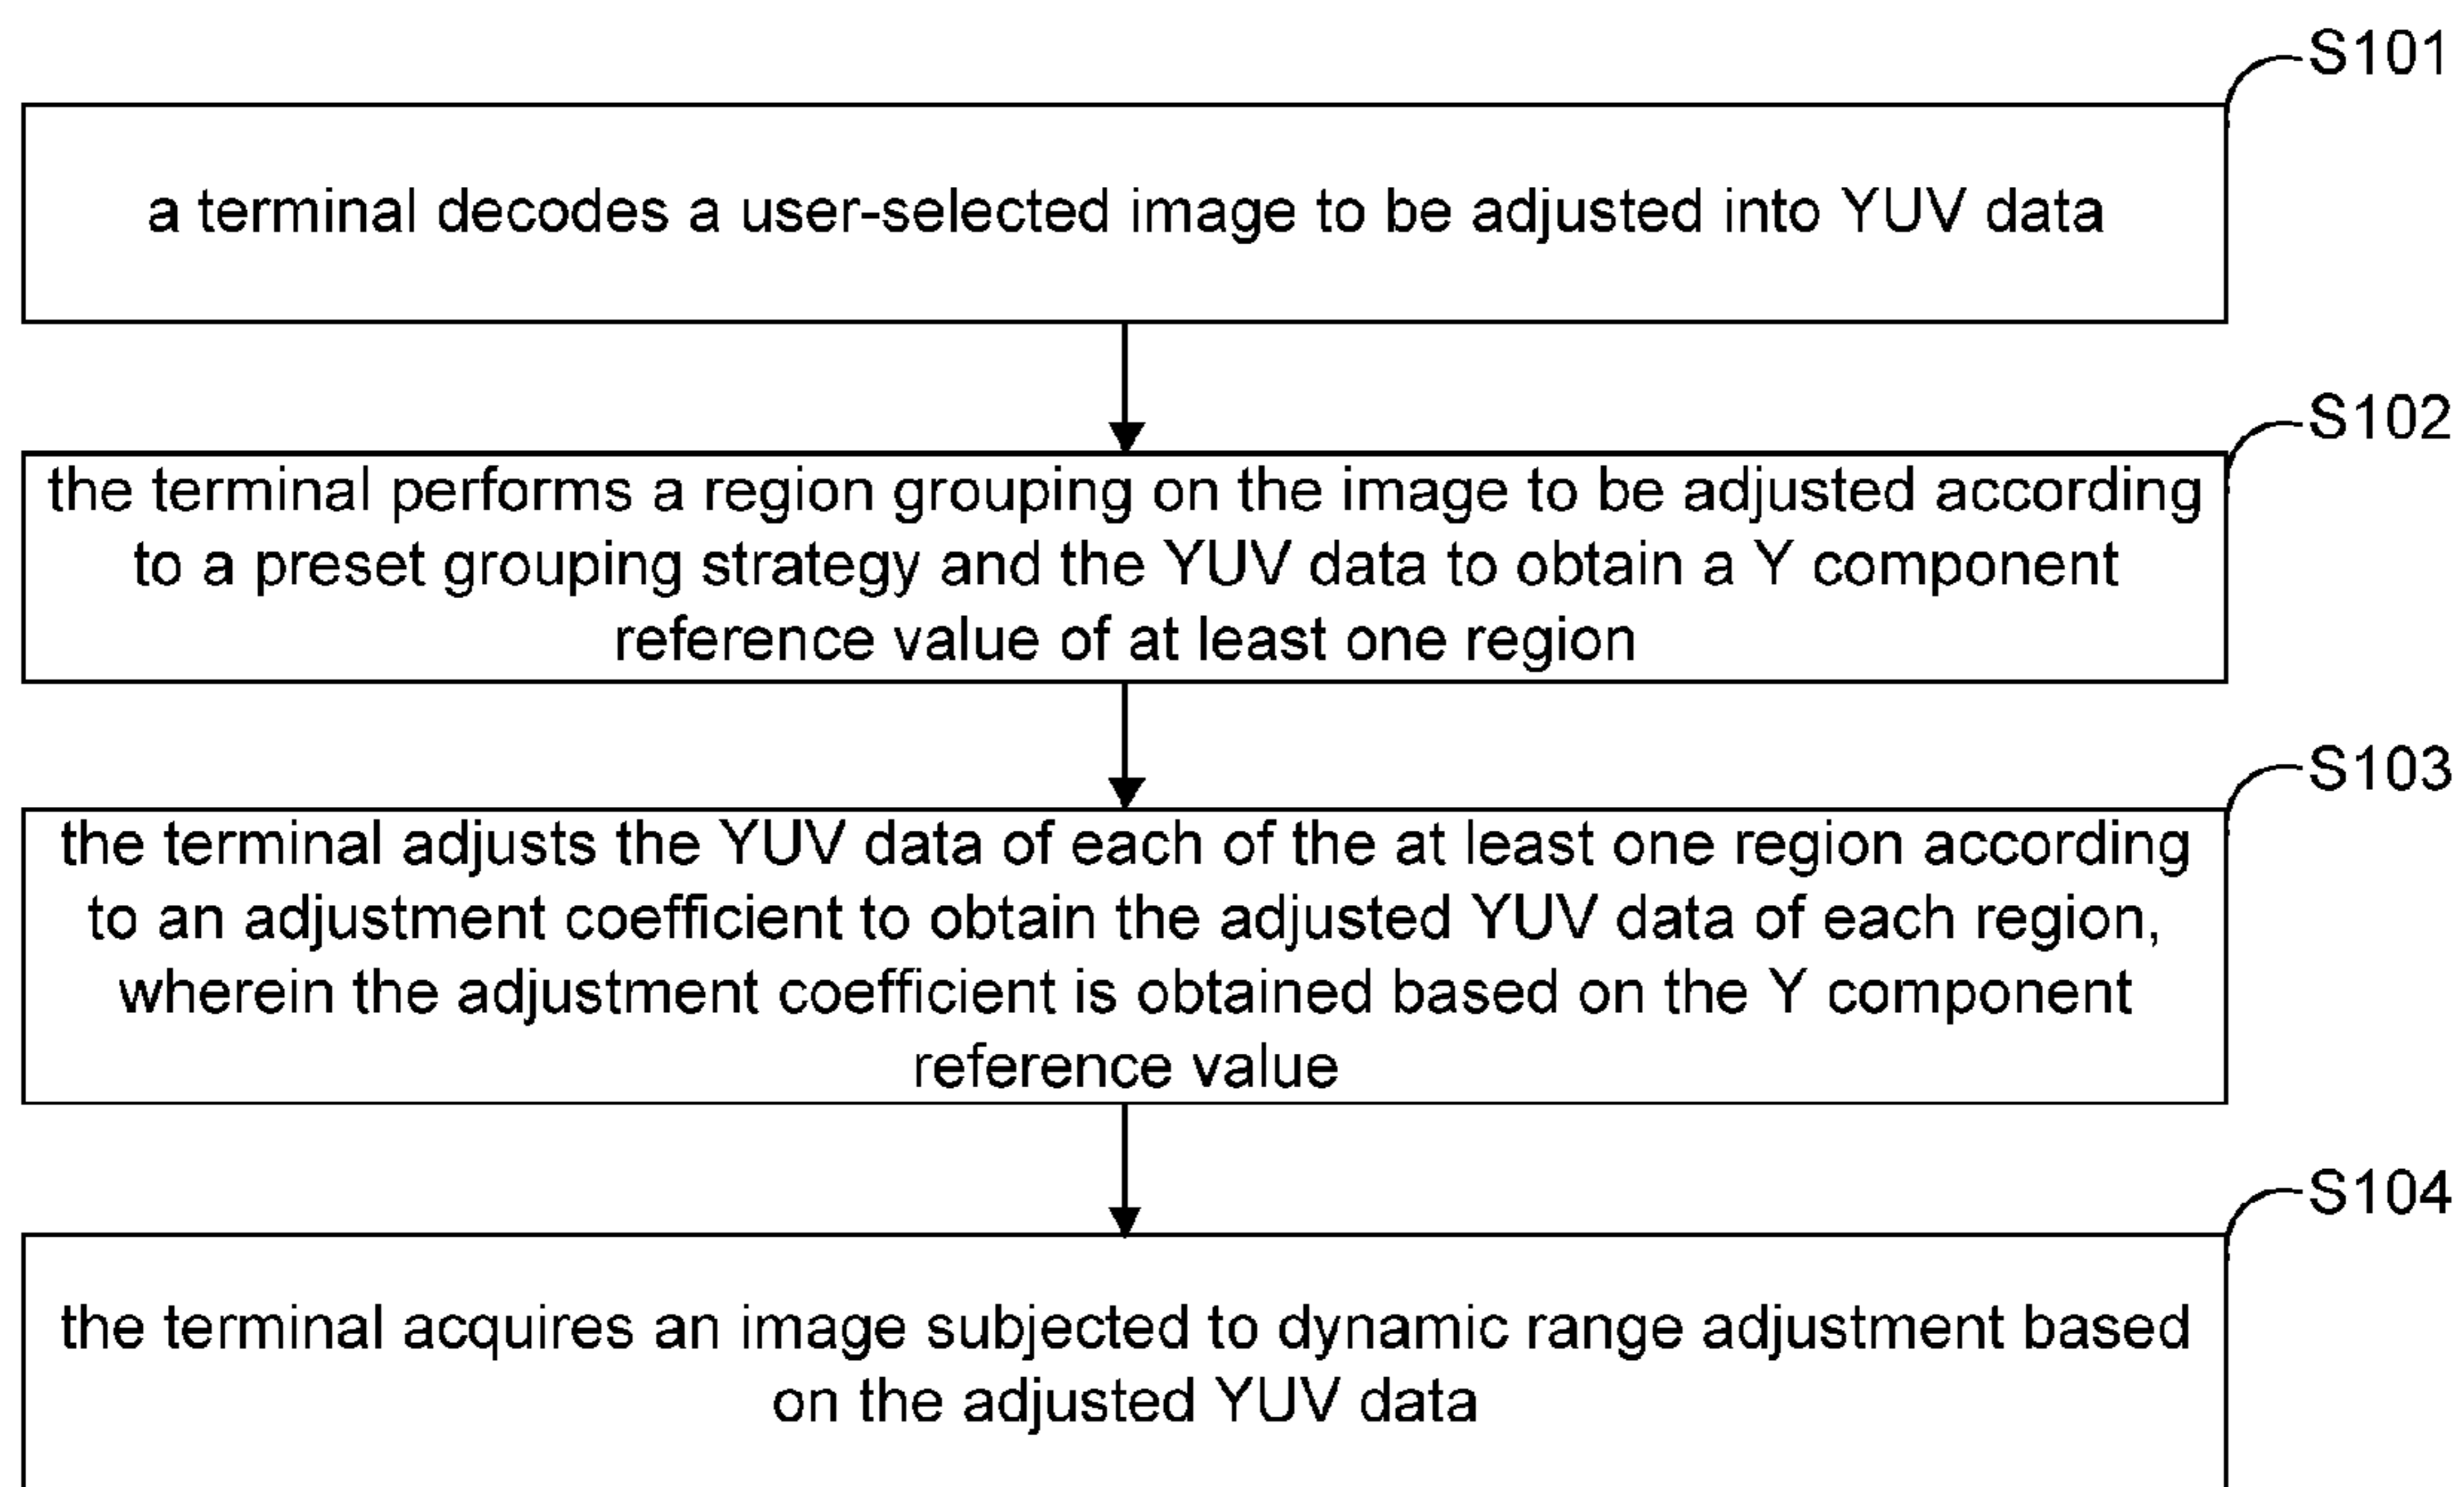 S101
a terminal decodes a user-selected image to be adjusted into YUV data
S102
the terminal performs a region grouping on the image to be adjusted according
to a preset grouping strategy and the YUV data to obtain a Y component
reference value of at least one region
S103
the terminal adjusts the YUV data of each of the at least one region according
to an adjustment coefficient to obtain the adjusted YUV data of each region,
wherein the adjustment coefficient is obtained based on the Y component
reference value
S104
the terminal acquires an image subjected to dynamic range adjustment based
on the adjusted YUV data